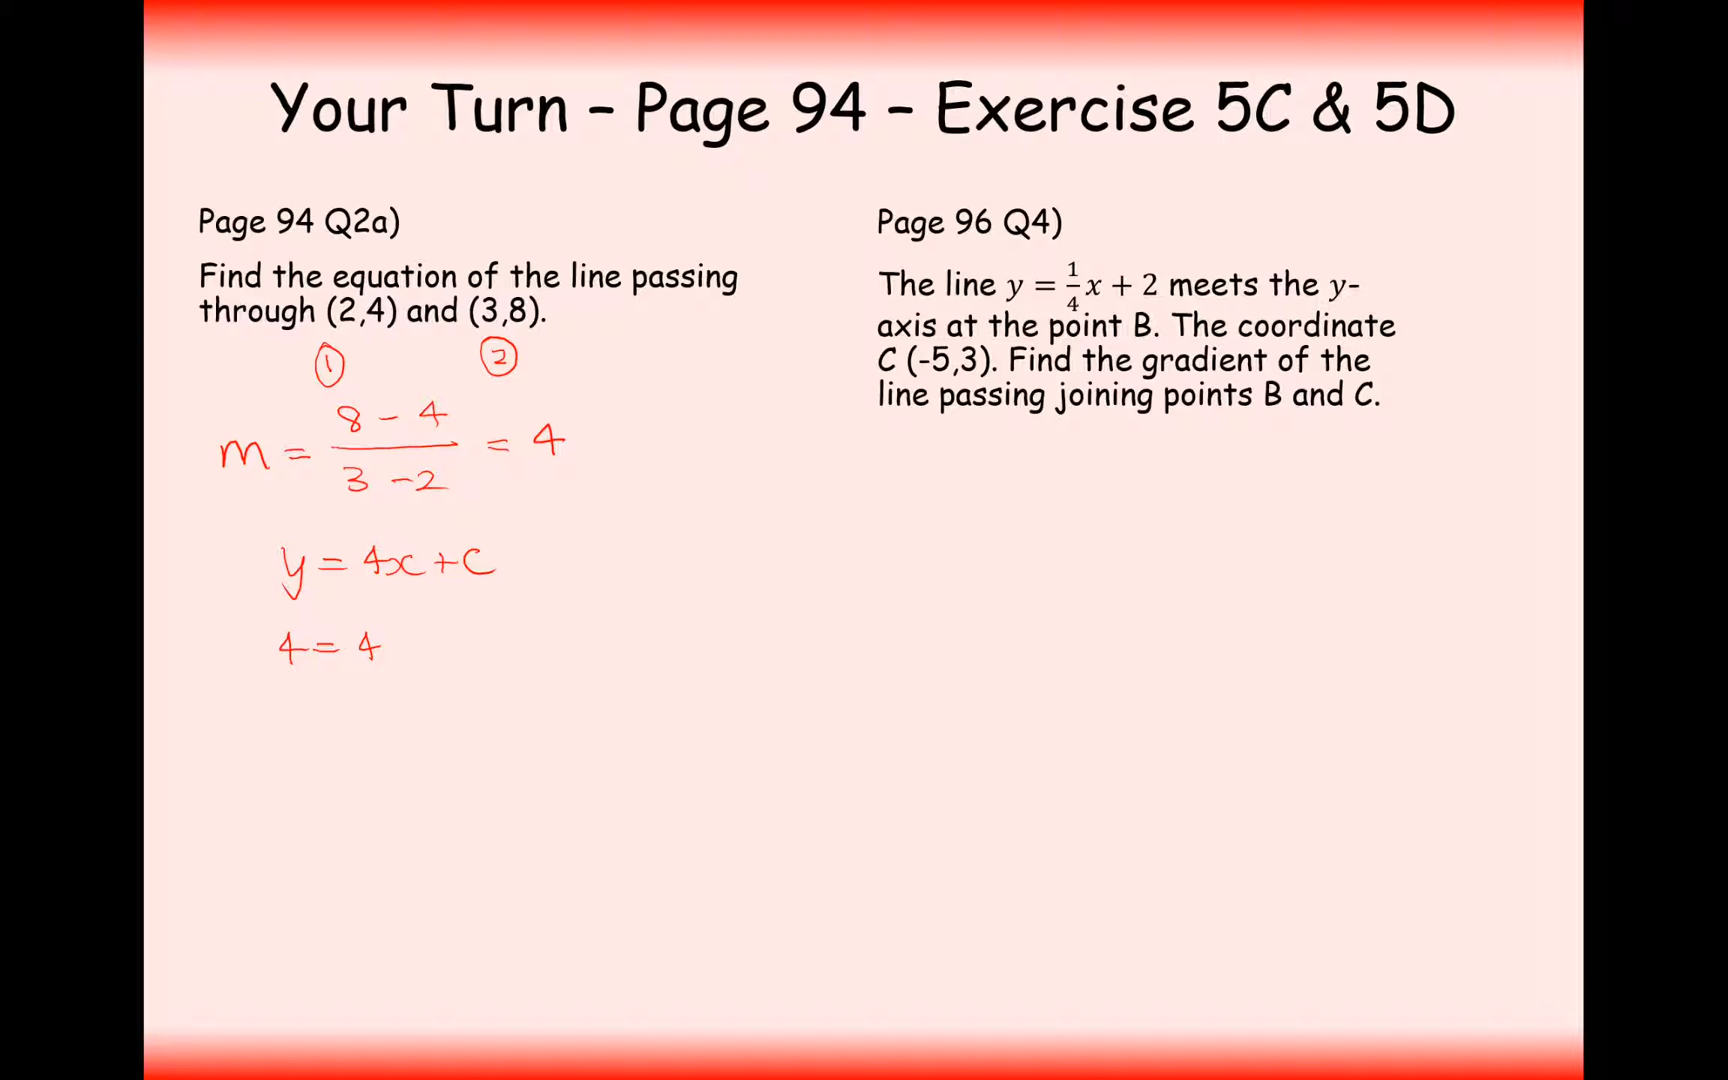 Your Turn – Page 94 – Exercise 5C & 5D
Page 94 Q2a)
Find the equation of the line passing
through (2,4) and (3,8).
① ②
m = \frac{8 - 4}{3 - 2} = 4
y = 4x + c
4 = 4
Page 96 Q4)
The line y = \frac{1}{4}x + 2 meets the y-
axis at the point B. The coordinate
C (-5,3). Find the gradient of the
line passing joining points B and C.